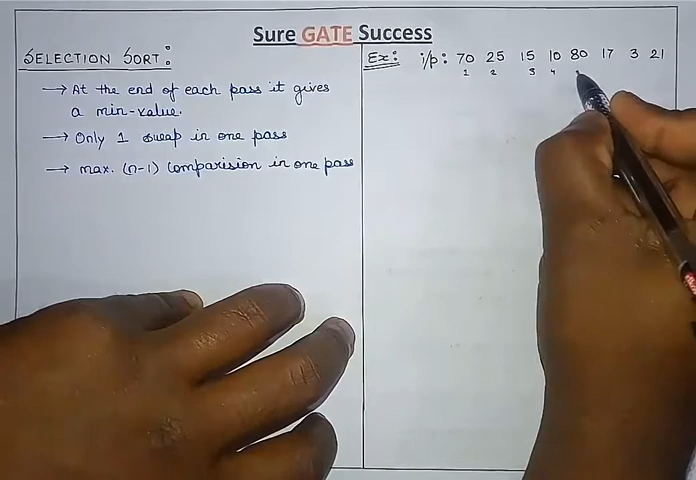 Sure GATE Success
SELECTION SORT:
→ At the end of each pass it gives
a min-value.
→ Only 1 swap in one pass
→ max. (n-1) comparision in one pass
Ex: i/p: 70 25 15 10 80 17 3 21
1 2 3 4